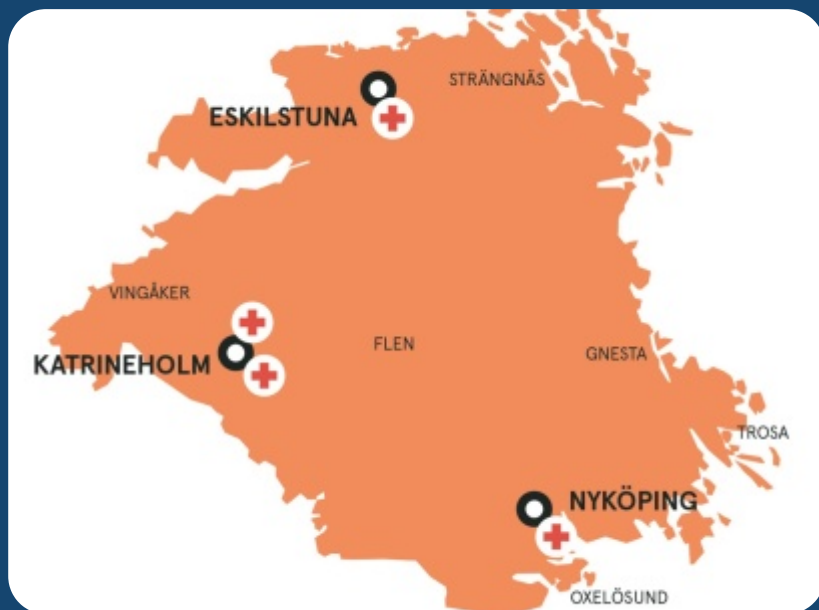 STRÄNGNÄS
ESKILSTUNA
VINGÅKER
FLEN
GNESTA
KATRINEHOLM
TROSA
NYKÖPING
OXELÖSUND